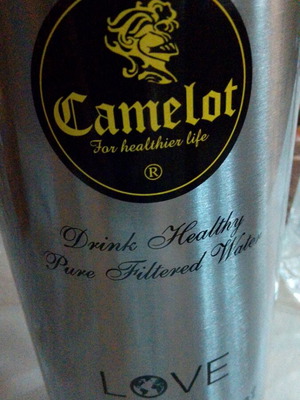 Camelot
For healthier life
®
Drink Healthy
Pure Filtered Water
LOVE